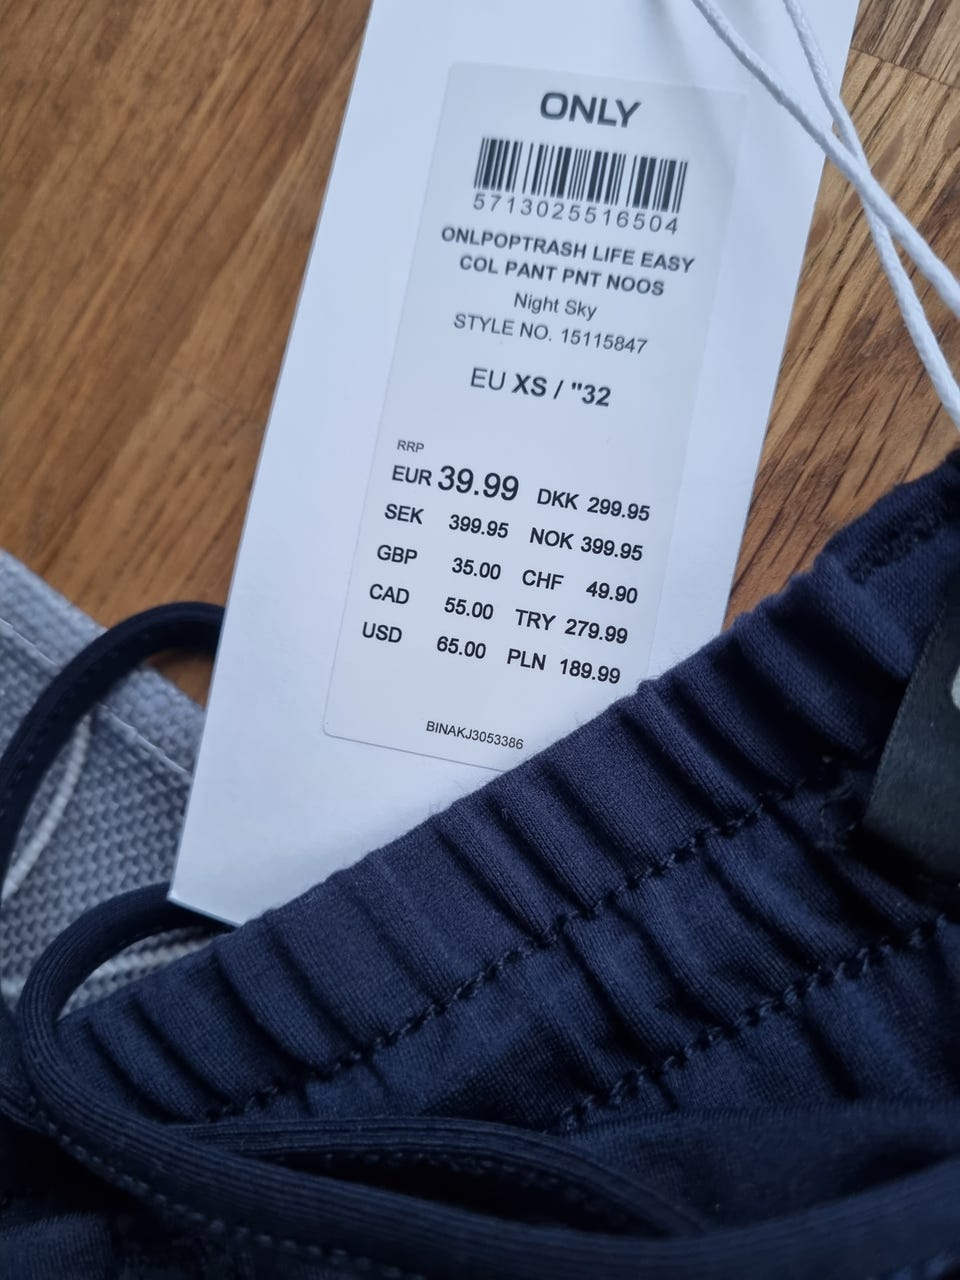 ONLY
5713025516504
ONLPOPTRASH LIFE EASY
COL PANT PNT NOOS
Night Sky
STYLE NO. 15115847
EU XS / "32
RRP
EUR 39.99 DKK 299.95
SEK 399.95 NOK 399.95
GBP 35.00 CHF 49.90
CAD 55.00 TRY 279.99
USD 65.00 PLN 189.99
BINAKJ3053386